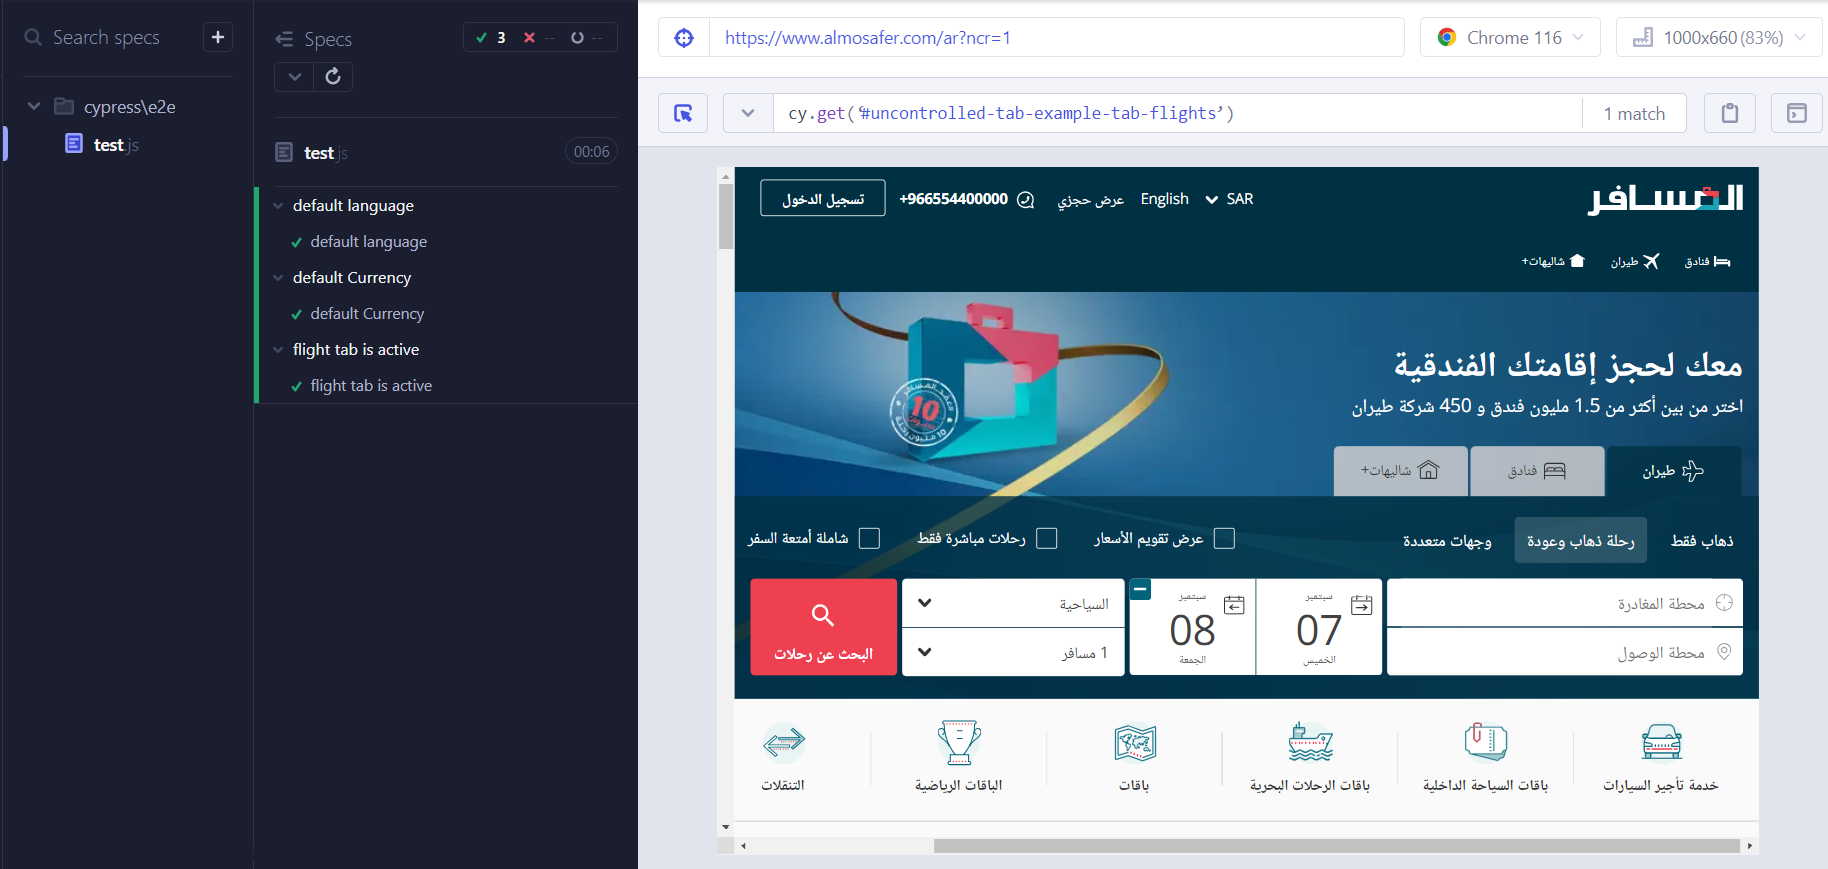 Search specs
cypress\e2e
test.js
Specs
3 -- --
test.js 00:06
default language
default language
default Currency
default Currency
flight tab is active
flight tab is active
https://www.almosafer.com/ar?ncr=1
Chrome 116
1000x660 (83%)
cy.get('#uncontrolled-tab-example-tab-flights')
1 match
المسافر
SAR
English
عرض حجزي
+966554400000
تسجيل الدخول
فنادق
طيران
شاليهات+
معك لحجز إقامتك الفندقية
اختر من بين أكثر من 1.5 مليون فندق و 450 شركة طيران
المسافر
10
10 مليون رحلة
طيران
فنادق
شاليهات+
ذهاب فقط
رحلة ذهاب وعودة
وجهات متعددة
عرض تقويم الأسعار
رحلات مباشرة فقط
شاملة أمتعة السفر
محطة المغادرة
محطة الوصول
سبتمبر
07
الخميس
سبتمبر
08
الجمعة
السياحية
1 مسافر
البحث عن رحلات
خدمة تأجير السيارات
باقات السياحة الداخلية
باقات الرحلات البحرية
باقات
الباقات الرياضية
التنقلات